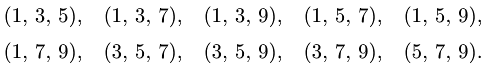 (1, 3, 5), (1, 3, 7), (1, 3, 9), (1, 5, 7), (1, 5, 9),
(1, 7, 9), (3, 5, 7), (3, 5, 9), (3, 7, 9), (5, 7, 9).